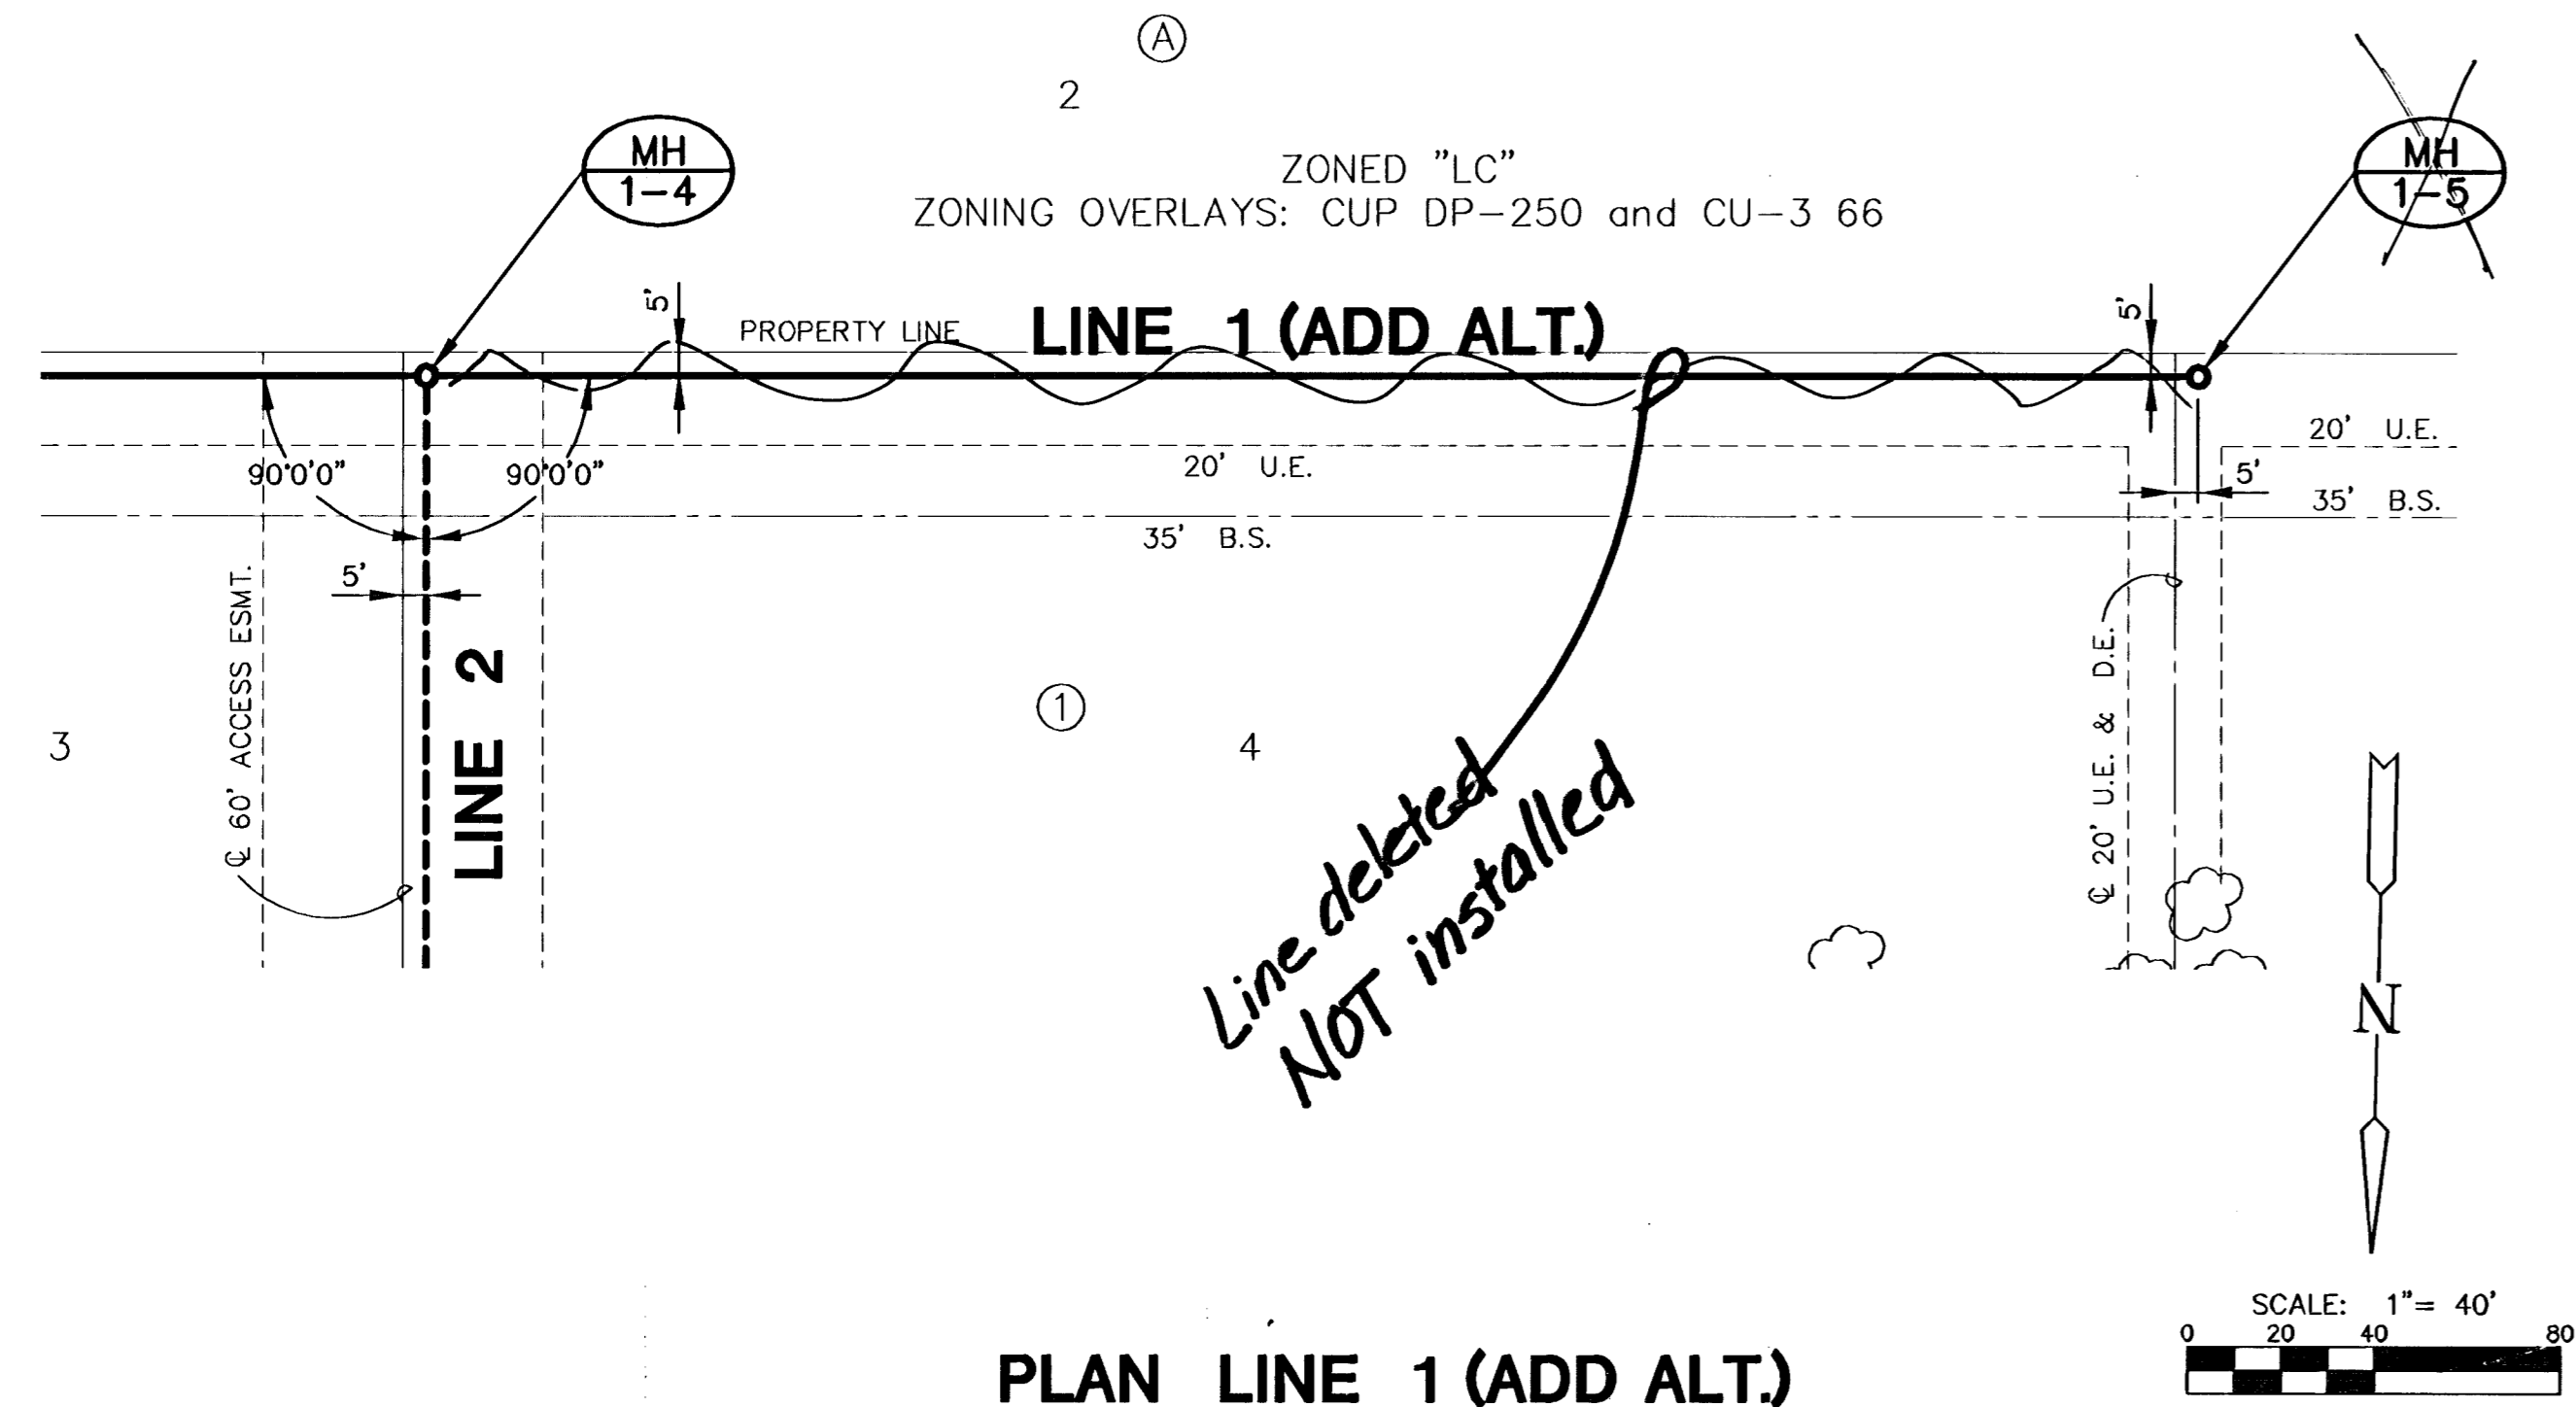 A
2
MH
1-4
ZONED "LC"
ZONING OVERLAYS: CUP DP-250 and CU-3 66
MH
1-5
5'
PROPERTY LINE
LINE 1 (ADD ALT.)
5'
90°0'0"
90°0'0"
20' U.E.
20' U.E.
5'
35' B.S.
35' B.S.
5'
℄ 60' ACCESS ESMT.
LINE 2
1
3
4
℄ 20' U.E. & D.E.
Line deleted
NOT installed
N
SCALE: 1"= 40'
0 20 40 80
PLAN LINE 1 (ADD ALT.)